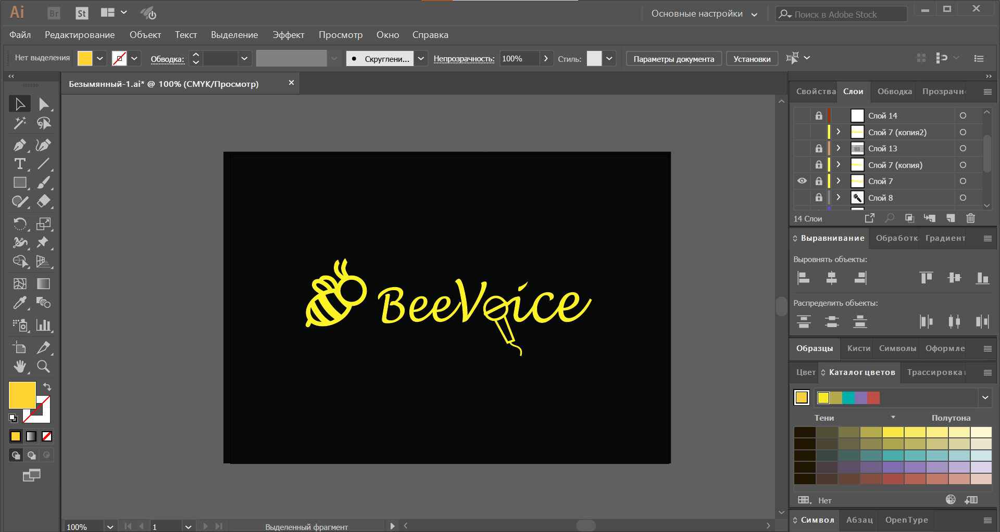 Ai
Br
St
Основные настройки
Поиск в Adobe Stock
Файл Редактирование Объект Текст Выделение Эффект Просмотр Окно Справка
Нет выделения
Обводка:
Скруглени...
Непрозрачность:
100%
Стиль:
Параметры документа
Установки
Безымянный-1.ai* @ 100% (CMYK/Просмотр)
Свойства Слои Обводка Прозрачн
Слой 14
Слой 7 (копия2)
Слой 13
Слой 7 (копия)
Слой 7
Слой 8
14 Слои
Выравнивание Обработк Градиент
Выровнять объекты:
BeeVoice
Распределить объекты:
Образцы Кисти Символы Оформле
Цвет Каталог цветов Трассировка
Тени Полутона
Нет
Символ Абзац OpenType
100%
1
Выделенный фрагмент